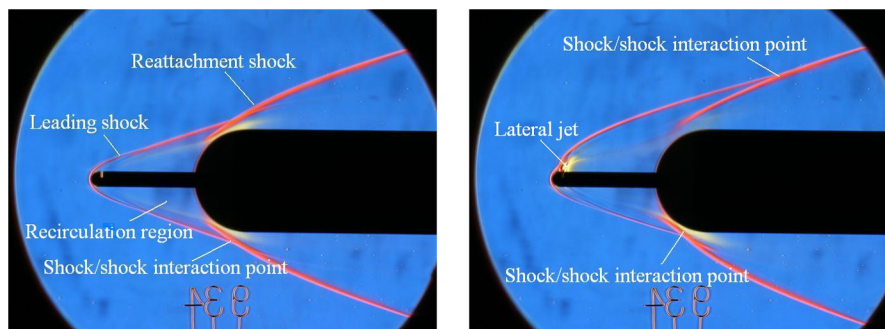 Reattachment shock
Leading shock
Recirculation region
Shock/shock interaction point
Shock/shock interaction point
Lateral jet
Shock/shock interaction point